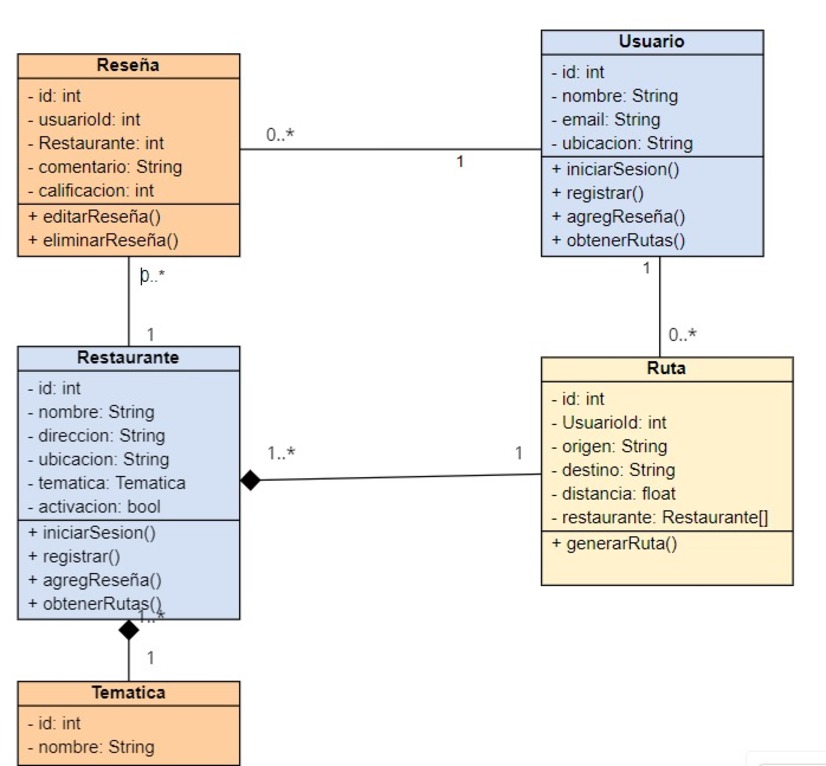 Reseña
- id: int
- usuarioId: int
- Restaurante: int
- comentario: String
- calificacion: int
+ editarReseña()
+ eliminarReseña()
0..*
1
Usuario
- id: int
- nombre: String
- email: String
- ubicacion: String
+ iniciarSesion()
+ registrar()
+ agregReseña()
+ obtenerRutas()
0..*
1
1
0..*
Restaurante
- id: int
- nombre: String
- direccion: String
- ubicacion: String
- tematica: Tematica
- activacion: bool
+ iniciarSesion()
+ registrar()
+ agregReseña()
+ obtenerRutas()
1..*
1
Ruta
- id: int
- UsuarioId: int
- origen: String
- destino: String
- distancia: float
- restaurante: Restaurante[]
+ generarRuta()
1..*
1
Tematica
- id: int
- nombre: String